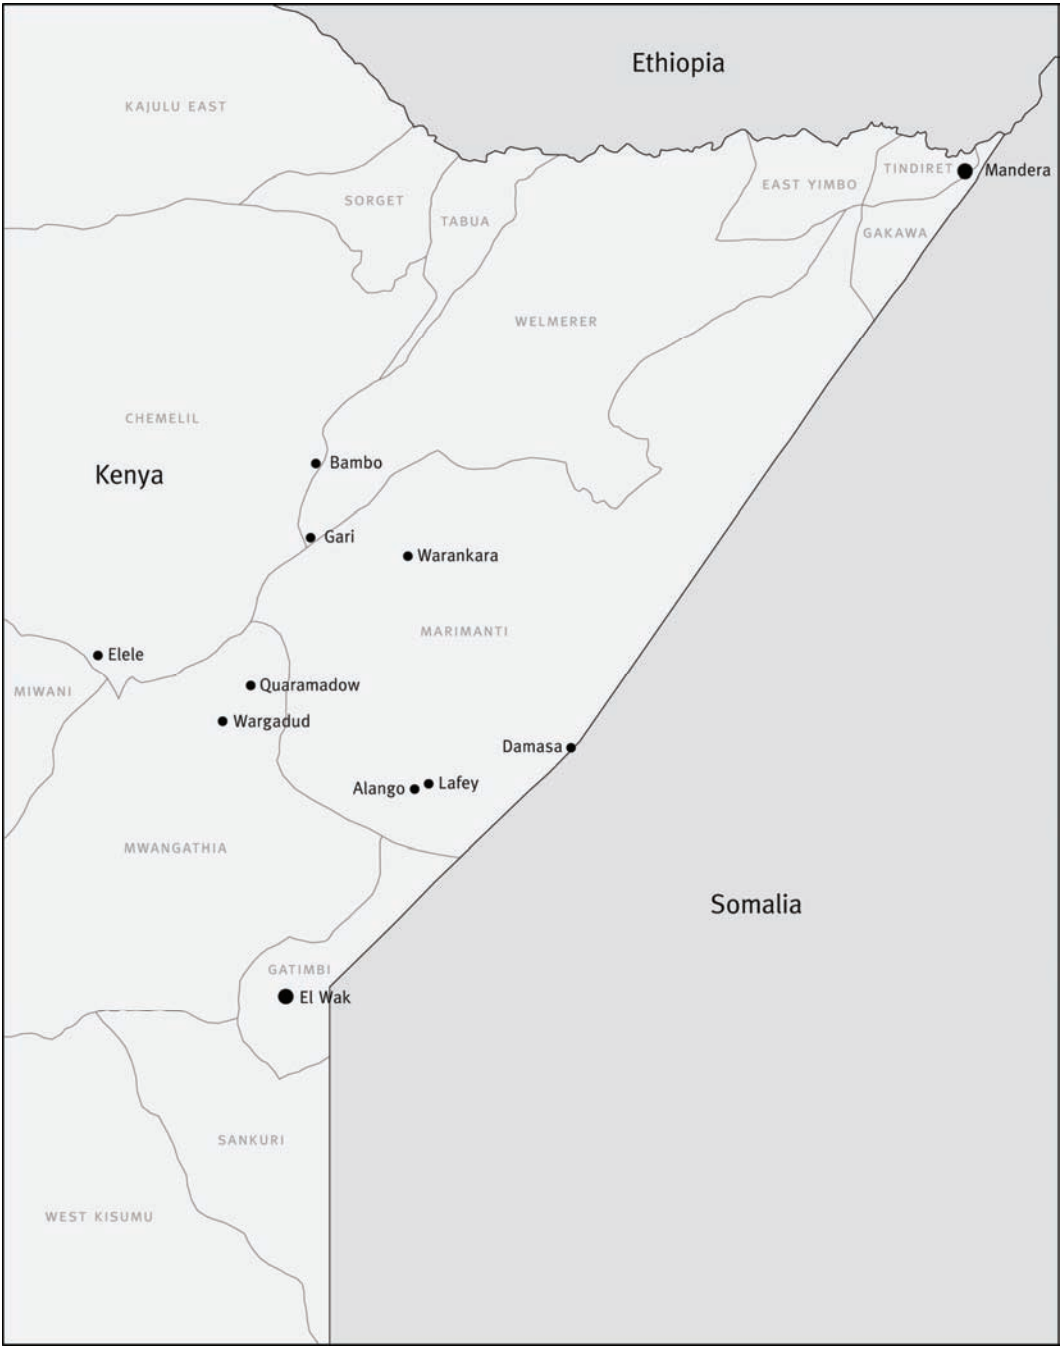 Ethiopia
KAJULU EAST
TINDIRET
Mandera
EAST YIMBO
SORGET
TABUA
GAKAWA
WELMERER
CHEMELIL
Bambo
Kenya
Gari
Warankara
MARIMANTI
Elele
Quaramadow
MIWANI
Wargadud
Damasa
Lafey
Alango
MWANGATHIA
Somalia
GATIMBI
El Wak
SANKURI
WEST KISUMU